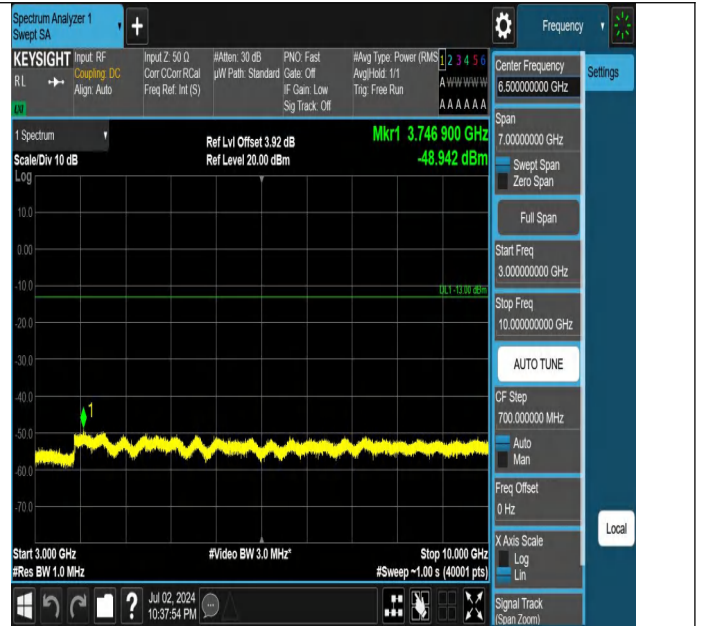 Spectrum Analyzer 1
Swept SA
+
Frequency
KEYSIGHT
RL
LXI
Input: RF
Coupling: DC
Align: Auto
Input Z: 50 Ω
Corr CCorr RCal
Freq Ref: Int (S)
#Atten: 30 dB
µW Path: Standard
PNO: Fast
Gate: Off
IF Gain: Low
Sig Track: Off
#Avg Type: Power (RMS
Avg|Hold: 1/1
Trig: Free Run
1 2 3 4 5 6
A W W W W W
A A A A A A
1 Spectrum
Scale/Div 10 dB
Ref Lvl Offset 3.92 dB
Ref Level 20.00 dBm
Mkr1 3.746 900 GHz
-48.942 dBm
Log
10.0
0.00
-10.0
-20.0
-30.0
-40.0
-50.0
-60.0
-70.0
DL1 -13.00 dBm
1
Start 3.000 GHz
#Res BW 1.0 MHz
#Video BW 3.0 MHz*
Stop 10.000 GHz
#Sweep ~1.00 s (40001 pts)
Center Frequency
6.500000000 GHz
Span
7.00000000 GHz
Swept Span
Zero Span
Full Span
Start Freq
3.000000000 GHz
Stop Freq
10.000000000 GHz
AUTO TUNE
CF Step
700.000000 MHz
Auto
Man
Freq Offset
0 Hz
X Axis Scale
Log
Lin
Signal Track
(Span Zoom)
Settings
Local
?
Jul 02, 2024
10:37:54 PM